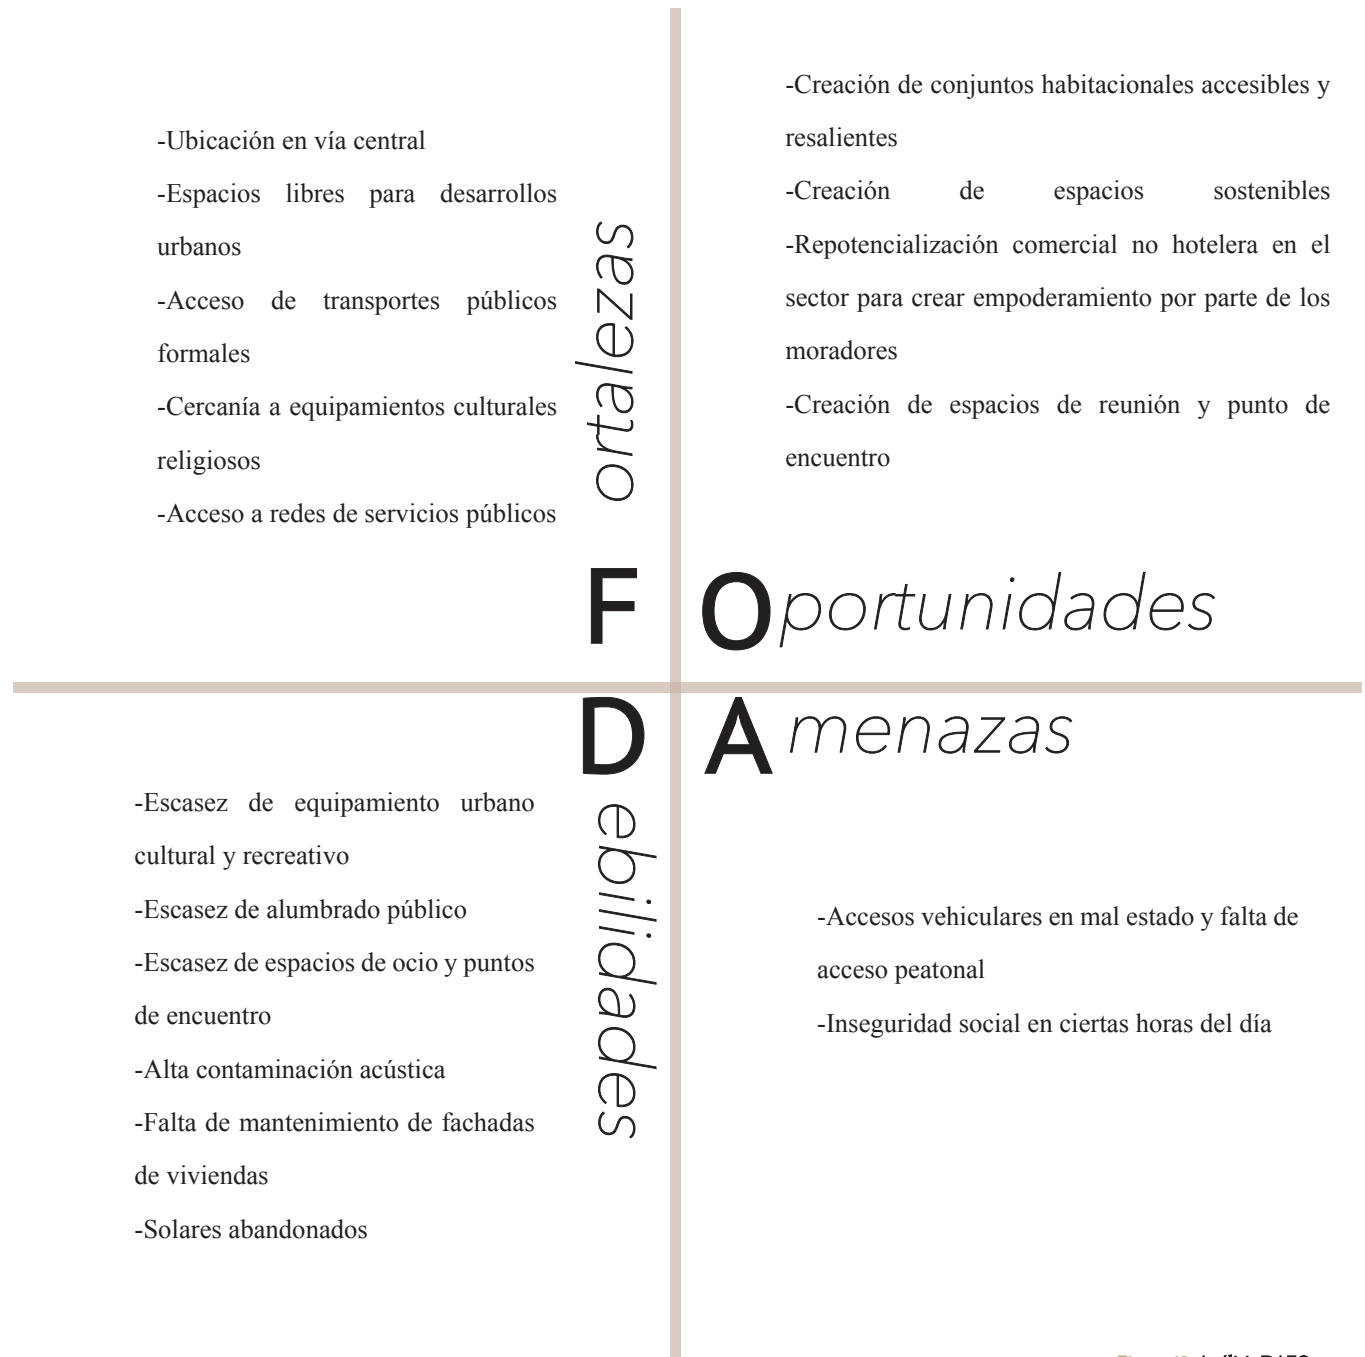 -Ubicación en vía central
-Espacios libres para desarrollos
urbanos
-Acceso de transportes públicos
formales
-Cercanía a equipamientos culturales
religiosos
-Acceso a redes de servicios públicos
Fortalezas
-Creación de conjuntos habitacionales accesibles y
resalientes
-Creación de espacios sostenibles
-Repotencialización comercial no hotelera en el
sector para crear empoderamiento por parte de los
moradores
-Creación de espacios de reunión y punto de
encuentro
Oportunidades
Debilidades
-Escasez de equipamiento urbano
cultural y recreativo
-Escasez de alumbrado público
-Escasez de espacios de ocio y puntos
de encuentro
-Alta contaminación acústica
-Falta de mantenimiento de fachadas
de viviendas
-Solares abandonados
Amenazas
-Accesos vehiculares en mal estado y falta de
acceso peatonal
-Inseguridad social en ciertas horas del día